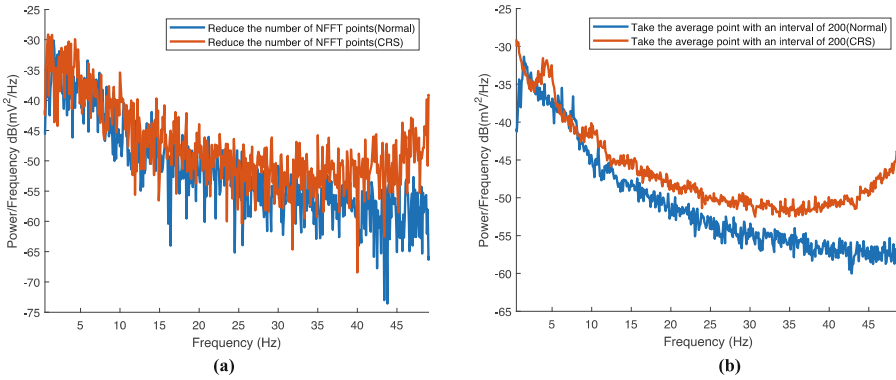 Reduce the number of NFFT points(Normal)
Reduce the number of NFFT points(CRS)
Power/Frequency dB(mV²/Hz)
-25
-30
-35
-40
-45
-50
-55
-60
-65
-70
-75
5 10 15 20 25 30 35 40 45
Frequency (Hz)
(a)
Take the average point with an interval of 200(Normal)
Take the average point with an interval of 200(CRS)
Power/Frequency dB(mV²/Hz)
-25
-30
-35
-40
-45
-50
-55
-60
-65
5 10 15 20 25 30 35 40 45
Frequency (Hz)
(b)